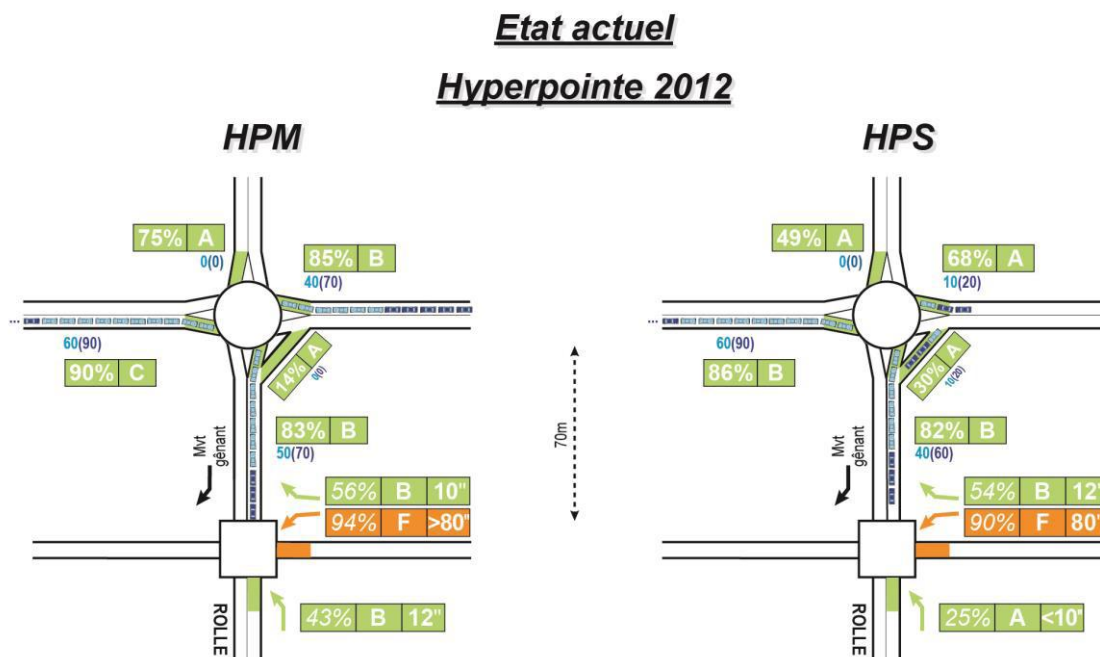 Etat actuel
Hyperpointe 2012
HPM
75% A
0(0)
85% B
40(70)
...
60(90)
90% C
14% A
0(0)
83% B
50(70)
Mvt
gênant
56% B 10"
94% F >80"
43% B 12"
ROLLE
70m
HPS
49% A
0(0)
68% A
10(20)
...
60(90)
86% B
30% A
10(20)
82% B
40(60)
Mvt
gênant
54% B 12"
90% F 80"
25% A <10"
ROLLE